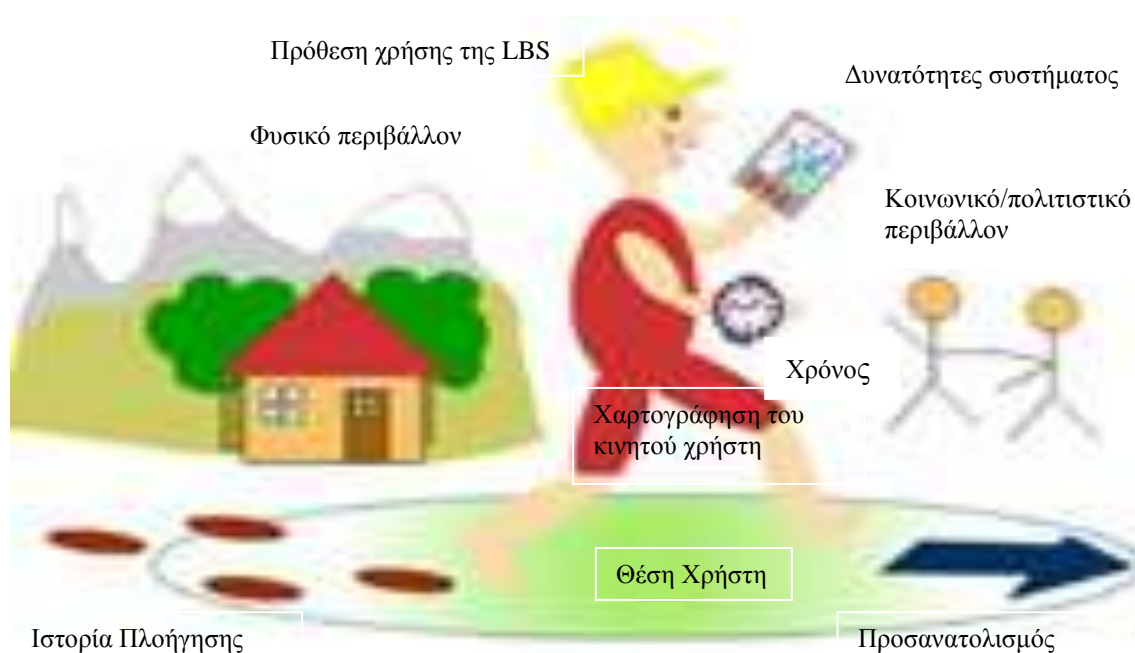 Πρόθεση χρήσης της LBS
Δυνατότητες συστήματος
Φυσικό περιβάλλον
Κοινωνικό/πολιτιστικό
περιβάλλον
Χρόνος
Χαρτογράφηση του
κινητού χρήστη
Θέση Χρήστη
Ιστορία Πλοήγησης
Προσανατολισμός